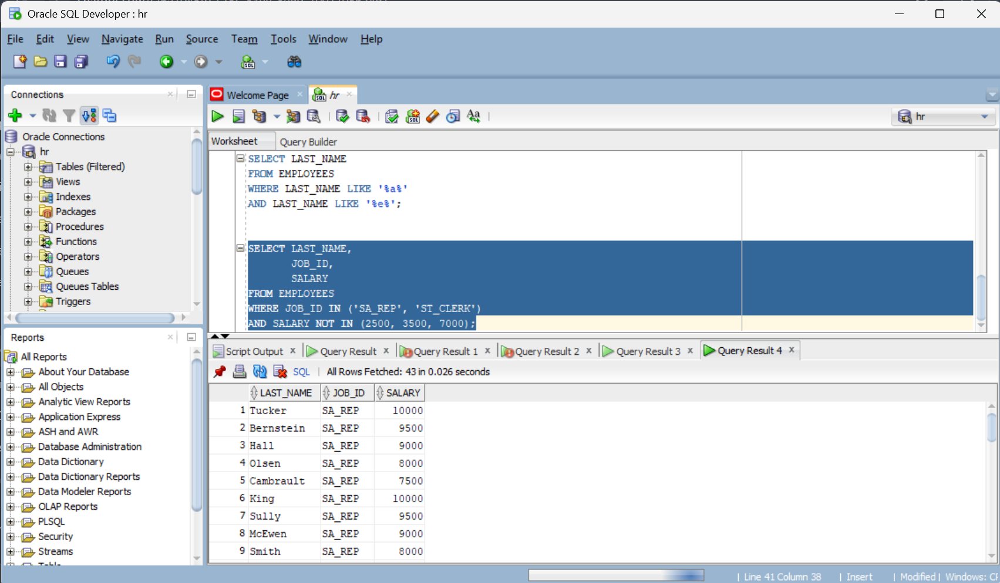 Oracle SQL Developer : hr
File Edit View Navigate Run Source Team Tools Window Help
Connections
Oracle Connections
hr
Tables (Filtered)
Views
Indexes
Packages
Procedures
Functions
Operators
Queues
Queues Tables
Triggers
Reports
All Reports
About Your Database
All Objects
Analytic View Reports
Application Express
ASH and AWR
Database Administration
Data Dictionary
Data Dictionary Reports
Data Modeler Reports
OLAP Reports
PLSQL
Security
Streams
Welcome Page hr
hr
Worksheet Query Builder
SELECT LAST_NAME
FROM EMPLOYEES
WHERE LAST_NAME LIKE '%a%'
AND LAST_NAME LIKE '%e%';
SELECT LAST_NAME,
JOB_ID,
SALARY
FROM EMPLOYEES
WHERE JOB_ID IN ('SA_REP', 'ST_CLERK')
AND SALARY NOT IN (2500, 3500, 7000);
Script Output x Query Result x Query Result 1 x Query Result 2 x Query Result 3 x Query Result 4 x
SQL | All Rows Fetched: 43 in 0.026 seconds
LAST_NAME JOB_ID SALARY
1 Tucker SA_REP 10000
2 Bernstein SA_REP 9500
3 Hall SA_REP 9000
4 Olsen SA_REP 8000
5 Cambrault SA_REP 7500
6 King SA_REP 10000
7 Sully SA_REP 9500
8 McEwen SA_REP 9000
9 Smith SA_REP 8000
| Line 41 Column 38 | Insert | Modified | Windows: